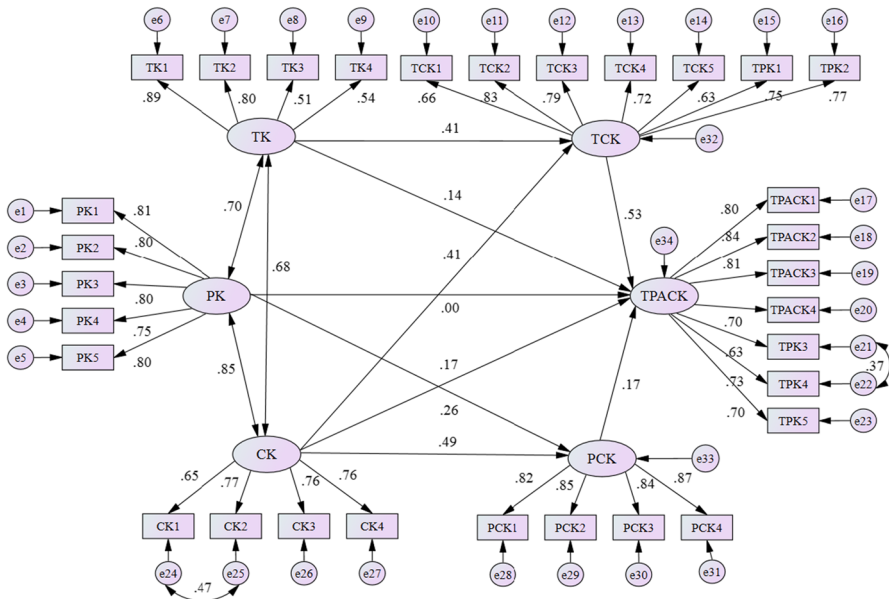 e6 e7 e8 e9 e10 e11 e12 e13 e14 e15 e16
TK1 TK2 TK3 TK4 TCK1 TCK2 TCK3 TCK4 TCK5 TPK1 TPK2
.89 .80 .51 .54 .66 .83 .79 .72 .63 .75 .77
TK .41 TCK e32
e1 PK1 .81 .70 .14 .53 .80 TPACK1 e17
e2 PK2 .80 .84 TPACK2 e18
e34
.68 .41 .81 TPACK3 e19
e3 PK3 PK TPACK
.80 .00 TPACK4 e20
e4 PK4 .70
.75 TPK3 e21
e5 PK5 .80 .85 .17 .17 .63 .37
.73 TPK4 e22
.26 .70 TPK5 e23
.49
CK PCK e33
.65 .77 .76 .76 .82 .85 .84 .87
CK1 CK2 CK3 CK4 PCK1 PCK2 PCK3 PCK4
e24 e25 e26 e27 e28 e29 e30 e31
.47